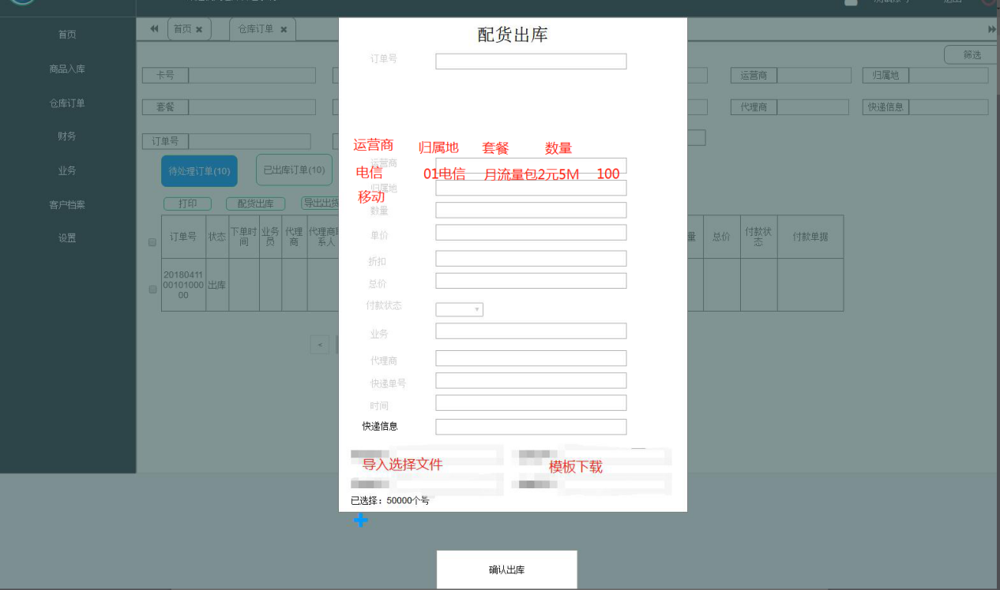 首页
商品入库
仓库订单
财务
业务
客户档案
设置
首页 ×
仓库订单 ×
筛选
卡号
运营商
归属地
套餐
代理商
快递信息
订单号
待处理订单(10)
已出库订单(10)
打印
配货出库
导出出货
订单号
状态
下单时间
业务员
代理商
总价
付款状态
付款单据
20180411
00101000
00
出库
<
配货出库
订单号
运营商 归属地 套餐 数量
运营商
电信 01电信 月流量包2元5M 100
归属地
移动
数量
单价
折扣
总价
付款状态
业务
代理商
快递单号
时间
快递信息
导入选择文件 模板下载
已选择：50000个号
确认出库